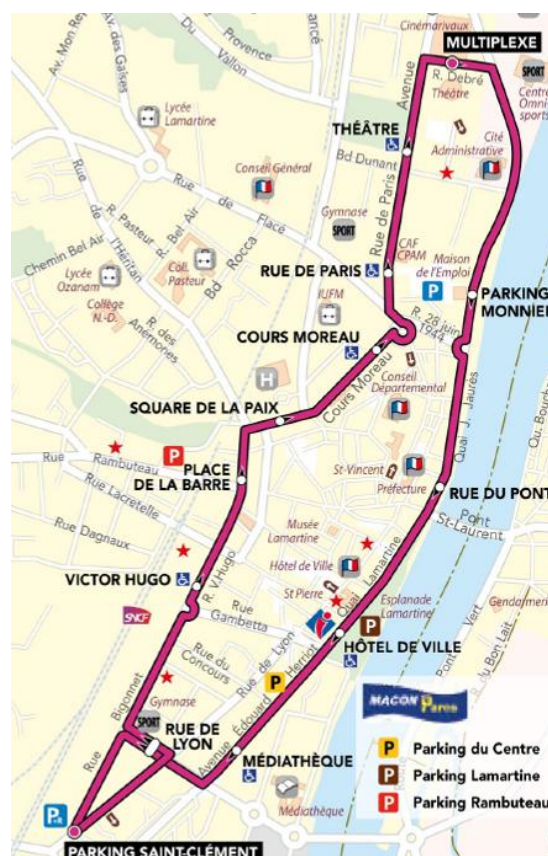 Cinémarivaux
MULTIPLEXE
R. Debré
Théâtre
SPORT
Centre
Omni-
sports
Provence
Av. des Gaises
Du
Vallon
Avenue
Lycée
Lamartine
THÉÂTRE
Bd Dunant
Cité
Administrative
Conseil Général
Rue de Place
Gymnase
SPORT
Rue de Paris
Rue de l'Héritan
R. Pasteur
R. Bel Air
Chemin Bel Air
Coll.
Pasteur
Bd Rocca
Lycée
Ozanam
Collège
N.-D.
R. des
Anémones
CAF
CPAM
Maison
de l'Emploi
P
RUE DE PARIS
PARKING
MONNIER
IUFM
R. 28 juin
1944
COURS MOREAU
Cours Moreau
H
Conseil
Départemental
Quai J. Jaurès
SQUARE DE LA PAIX
Rue
Rambuteau
P
PLACE
DE LA BARRE
St-Vincent
Préfecture
RUE DU PONT
Pont
St-Laurent
Rue Lacretelle
Rue Dagnaux
Musée
Lamartine
Hôtel de Ville
Quai Lamartine
VICTOR HUGO
R. V.Hugo
St Pierre
Esplanade
Lamartine
P
Gendarmerie
SNCF
Rue
Gambetta
HÔTEL DE VILLE
Rue du
Concours
Rue de Lyon
P
Avenue Édouard Herriot
Bigonnet
Gymnase
SPORT
RUE DE
LYON
Rue
MÉDIATHÈQUE
Médiathèque
PARKING SAINT-CLÉMENT
MACON Parcs
P Parking du Centre
P Parking Lamartine
P Parking Rambuteau